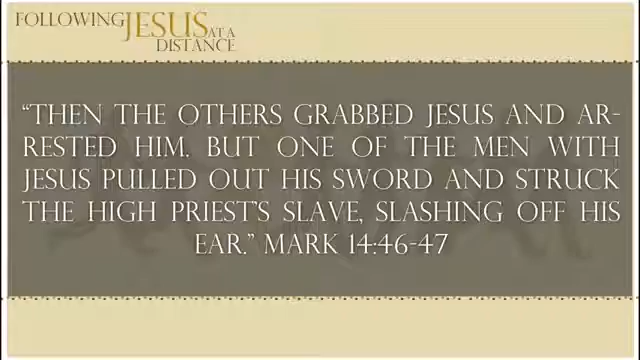 FOLLOWING JESUS AT A
DISTANCE
“THEN THE OTHERS GRABBED JESUS AND AR-
RESTED HIM. BUT ONE OF THE MEN WITH
JESUS PULLED OUT HIS SWORD AND STRUCK
THE HIGH PRIEST’S SLAVE, SLASHING OFF HIS
EAR.” MARK 14:46-47